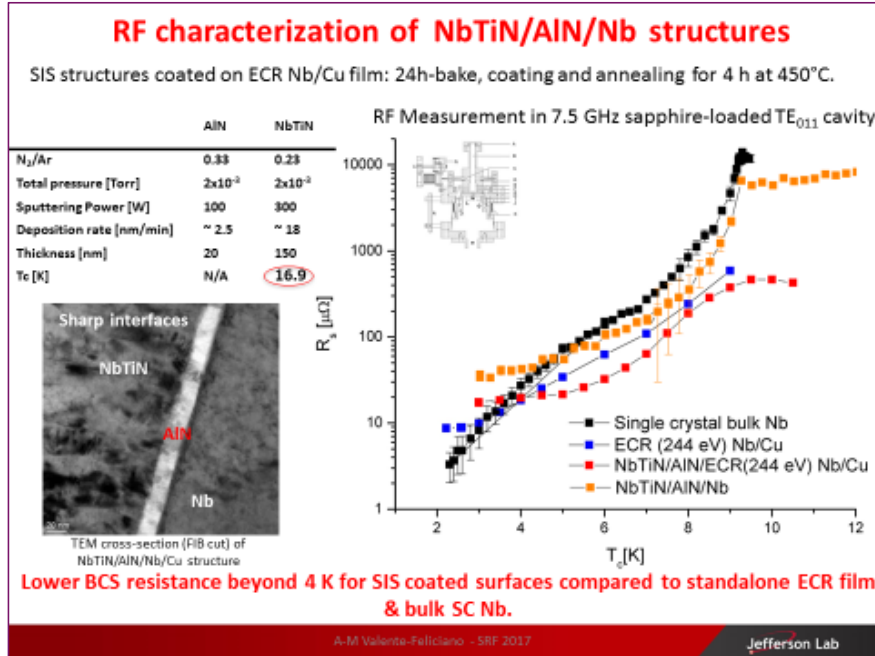 RF characterization of NbTiN/AlN/Nb structures
SIS structures coated on ECR Nb/Cu film: 24h-bake, coating and annealing for 4 h at 450°C.
AlN NbTiN
N₂/Ar 0.33 0.23
Total pressure [Torr] 2x10⁻³ 2x10⁻³
Sputtering Power [W] 100 300
Deposition rate [nm/min] ~ 2.5 ~ 18
Thickness [nm] 20 150
Tc [K] N/A 16.9
Sharp interfaces
NbTiN
AlN
Nb
20 nm
TEM cross-section (FIB cut) of
NbTiN/AlN/Nb/Cu structure
RF Measurement in 7.5 GHz sapphire-loaded TE₀₁₁ cavity
10000
1000
100
10
1
Rₛ [μΩ]
Single crystal bulk Nb
ECR (244 eV) Nb/Cu
NbTiN/AlN/ECR(244 eV) Nb/Cu
NbTiN/AlN/Nb
2 4 6 8 10 12
T꜀[K]
Lower BCS resistance beyond 4 K for SIS coated surfaces compared to standalone ECR film
& bulk SC Nb.
A-M Valente-Feliciano - SRF 2017
Jefferson Lab